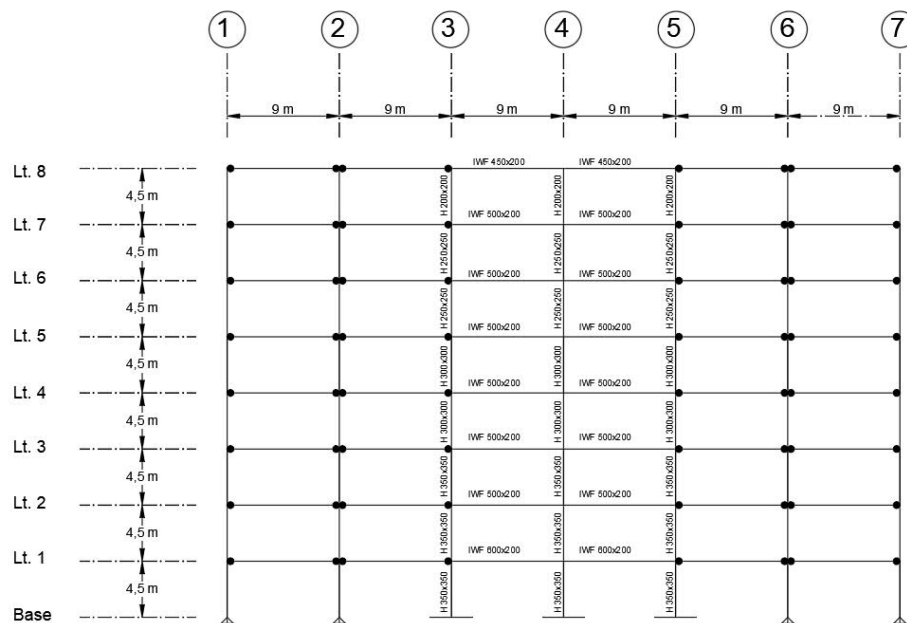 1 2 3 4 5 6 7
9 m 9 m 9 m 9 m 9 m 9 m
IWF 450x200 IWF 450x200
Lt. 8
4,5 m H 200x200 H 200x200 H 200x200
IWF 500x200 IWF 500x200
Lt. 7
4,5 m H 250x250 H 250x250 H 250x250
IWF 500x200 IWF 500x200
Lt. 6
4,5 m H 250x250 H 250x250 H 250x250
IWF 500x200 IWF 500x200
Lt. 5
4,5 m H 300x300 H 300x300 H 300x300
IWF 500x200 IWF 500x200
Lt. 4
4,5 m H 300x300 H 300x300 H 300x300
IWF 500x200 IWF 500x200
Lt. 3
4,5 m H 350x350 H 350x350 H 350x350
IWF 500x200 IWF 500x200
Lt. 2
4,5 m H 350x350 H 350x350 H 350x350
IWF 600x200 IWF 600x200
Lt. 1
4,5 m H 350x350 H 350x350 H 350x350
Base